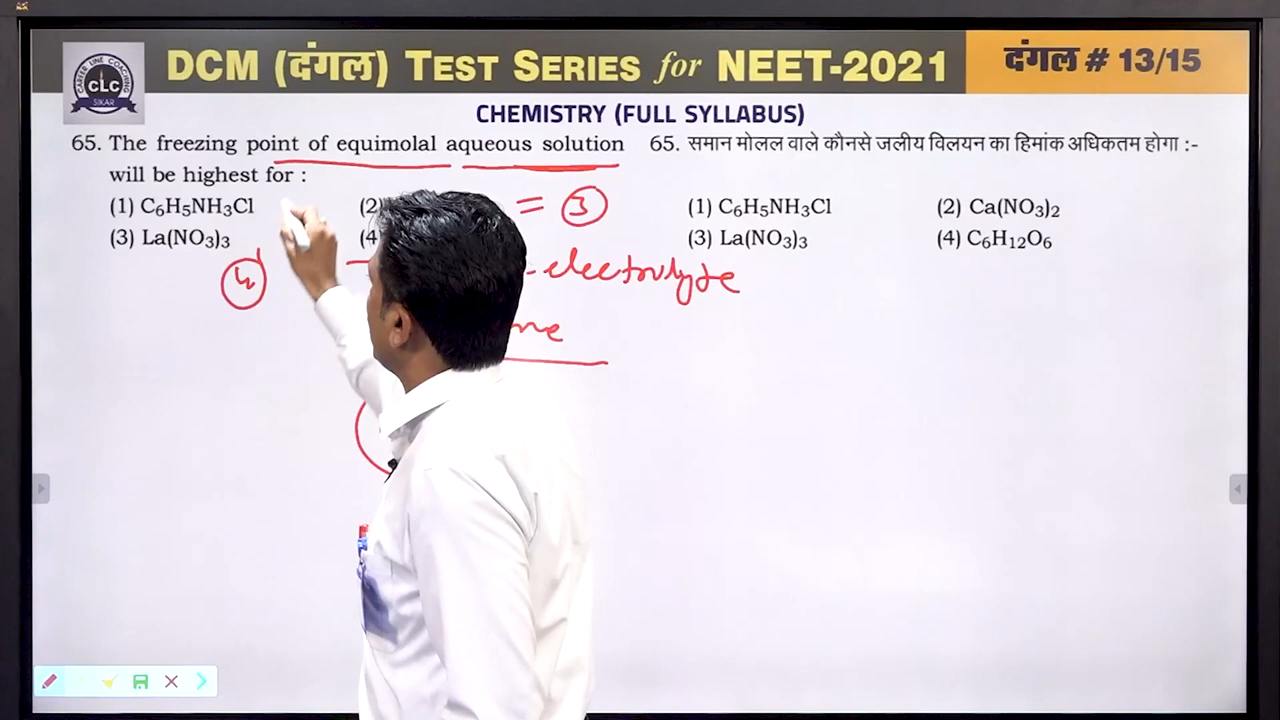 CAREER LINE COACHING
CLC
SIKAR
DCM (दंगल) TEST SERIES for NEET-2021
दंगल # 13/15
CHEMISTRY (FULL SYLLABUS)
65. The freezing point of equimolal aqueous solution
will be highest for :
(1) C₆H₅NH₃Cl (2)
(3) La(NO₃)₃ (4)
= 3
4
-electrolyte
65. समान मोलल वाले कौनसे जलीय विलयन का हिमांक अधिकतम होगा :-
(1) C₆H₅NH₃Cl (2) Ca(NO₃)₂
(3) La(NO₃)₃ (4) C₆H₁₂O₆